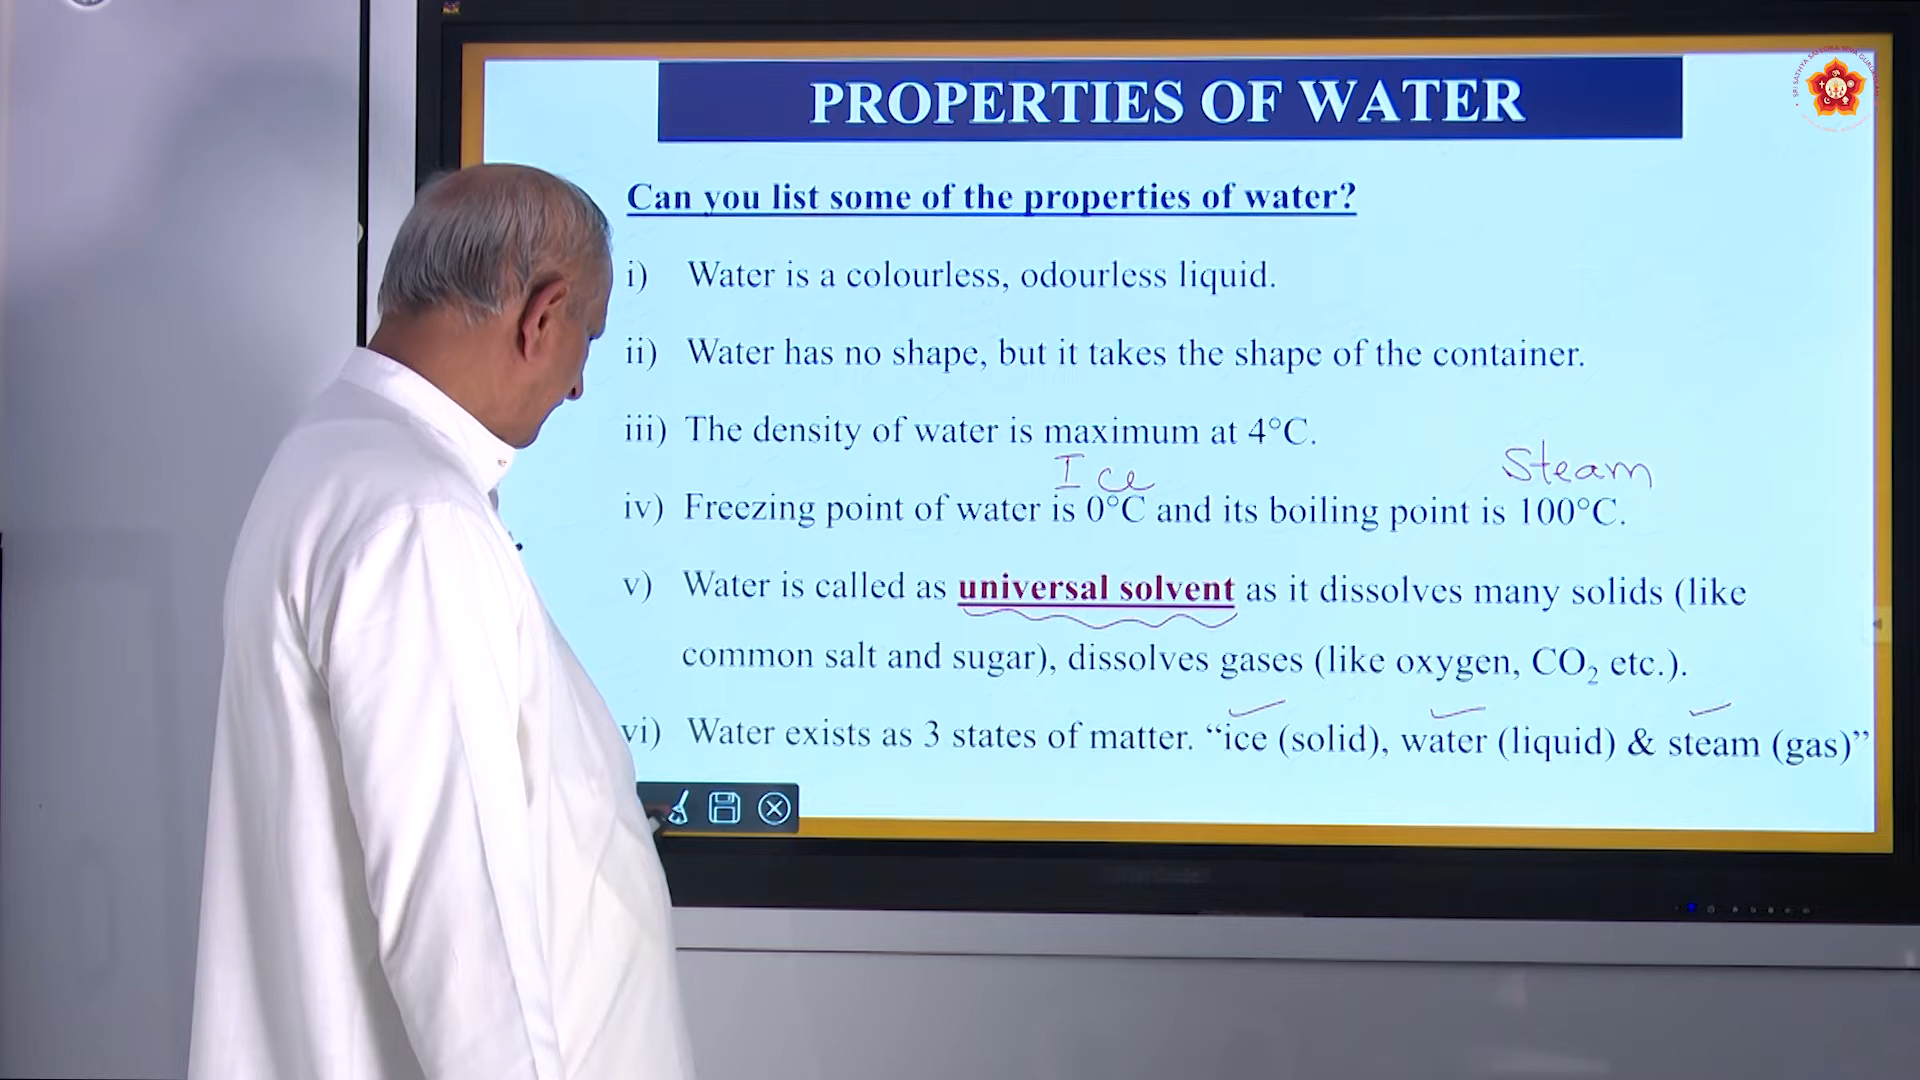 PROPERTIES OF WATER
Can you list some of the properties of water?
i) Water is a colourless, odourless liquid.
ii) Water has no shape, but it takes the shape of the container.
iii) The density of water is maximum at 4°C.
Ice Steam
iv) Freezing point of water is 0°C and its boiling point is 100°C.
v) Water is called as universal solvent as it dissolves many solids (like
common salt and sugar), dissolves gases (like oxygen, CO₂ etc.).
vi) Water exists as 3 states of matter. “ice (solid), water (liquid) & steam (gas)”